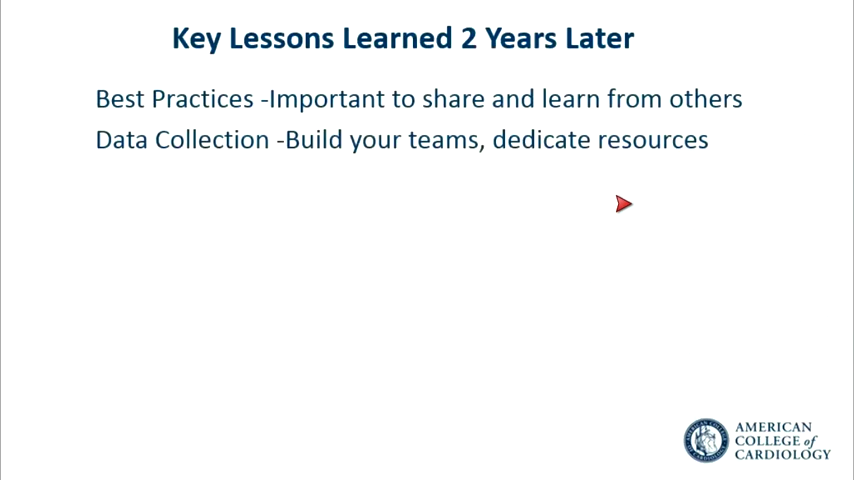 Key Lessons Learned 2 Years Later
Best Practices -Important to share and learn from others
Data Collection -Build your teams, dedicate resources
AMERICAN
COLLEGE of
CARDIOLOGY